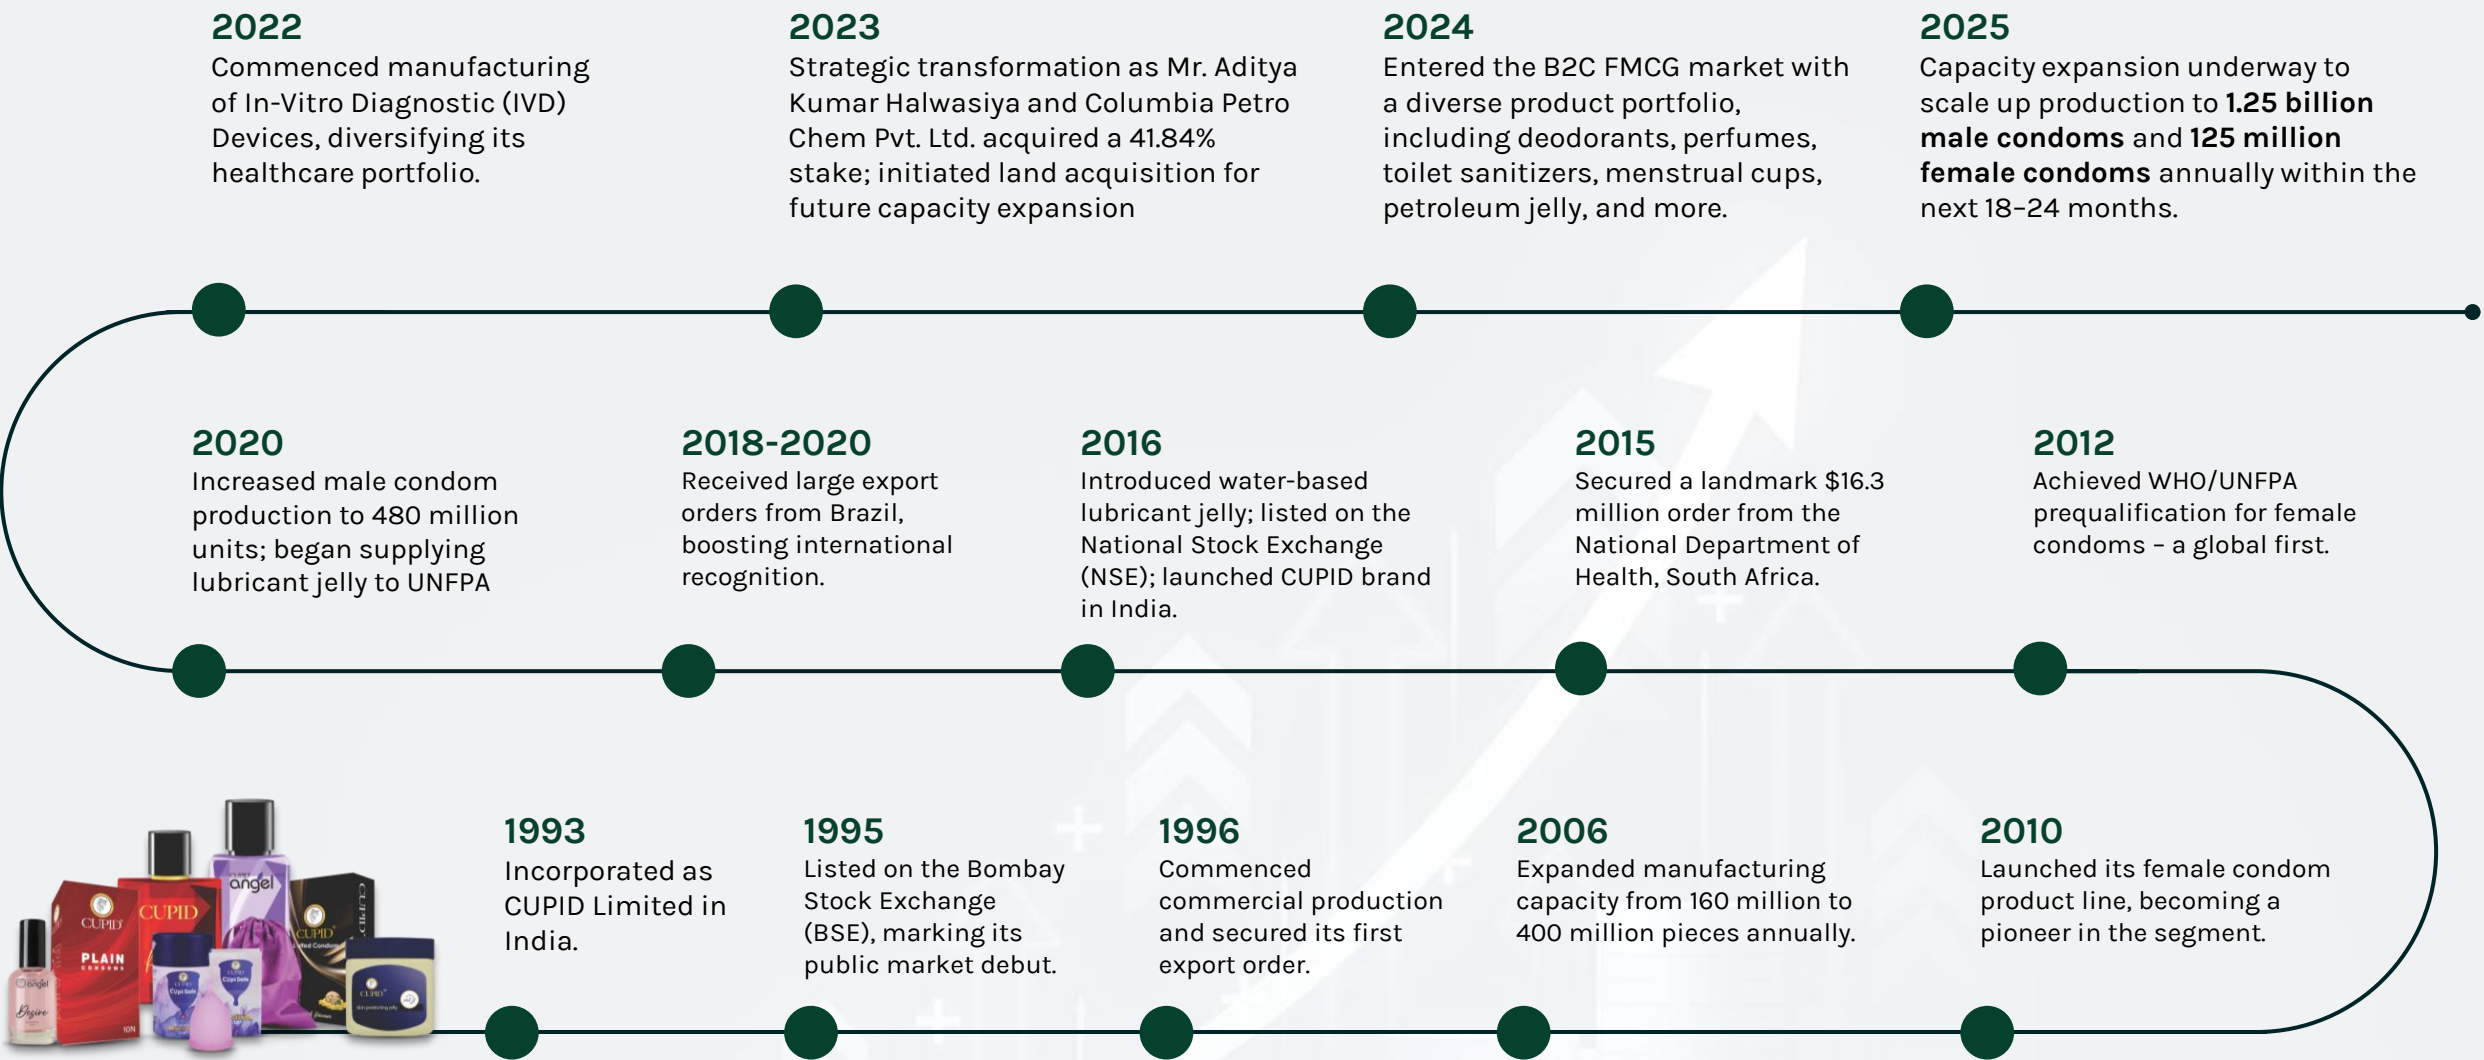 2022
Commenced manufacturing
of In-Vitro Diagnostic (IVD)
Devices, diversifying its
healthcare portfolio.
2023
Strategic transformation as Mr. Aditya
Kumar Halwasiya and Columbia Petro
Chem Pvt. Ltd. acquired a 41.84%
stake; initiated land acquisition for
future capacity expansion
2024
Entered the B2C FMCG market with
a diverse product portfolio,
including deodorants, perfumes,
toilet sanitizers, menstrual cups,
petroleum jelly, and more.
2025
Capacity expansion underway to
scale up production to 1.25 billion
male condoms and 125 million
female condoms annually within the
next 18–24 months.
2020
Increased male condom
production to 480 million
units; began supplying
lubricant jelly to UNFPA
2018-2020
Received large export
orders from Brazil,
boosting international
recognition.
2016
Introduced water-based
lubricant jelly; listed on the
National Stock Exchange
(NSE); launched CUPID brand
in India.
2015
Secured a landmark $16.3
million order from the
National Department of
Health, South Africa.
2012
Achieved WHO/UNFPA
prequalification for female
condoms – a global first.
1993
Incorporated as
CUPID Limited in
India.
1995
Listed on the Bombay
Stock Exchange
(BSE), marking its
public market debut.
1996
Commenced
commercial production
and secured its first
export order.
2006
Expanded manufacturing
capacity from 160 million to
400 million pieces annually.
2010
Launched its female condom
product line, becoming a
pioneer in the segment.
angel
Desire
CUPID
PLAIN
CONDOMS
10N
CUPID
angel
CUPID
CUPID
CUPID